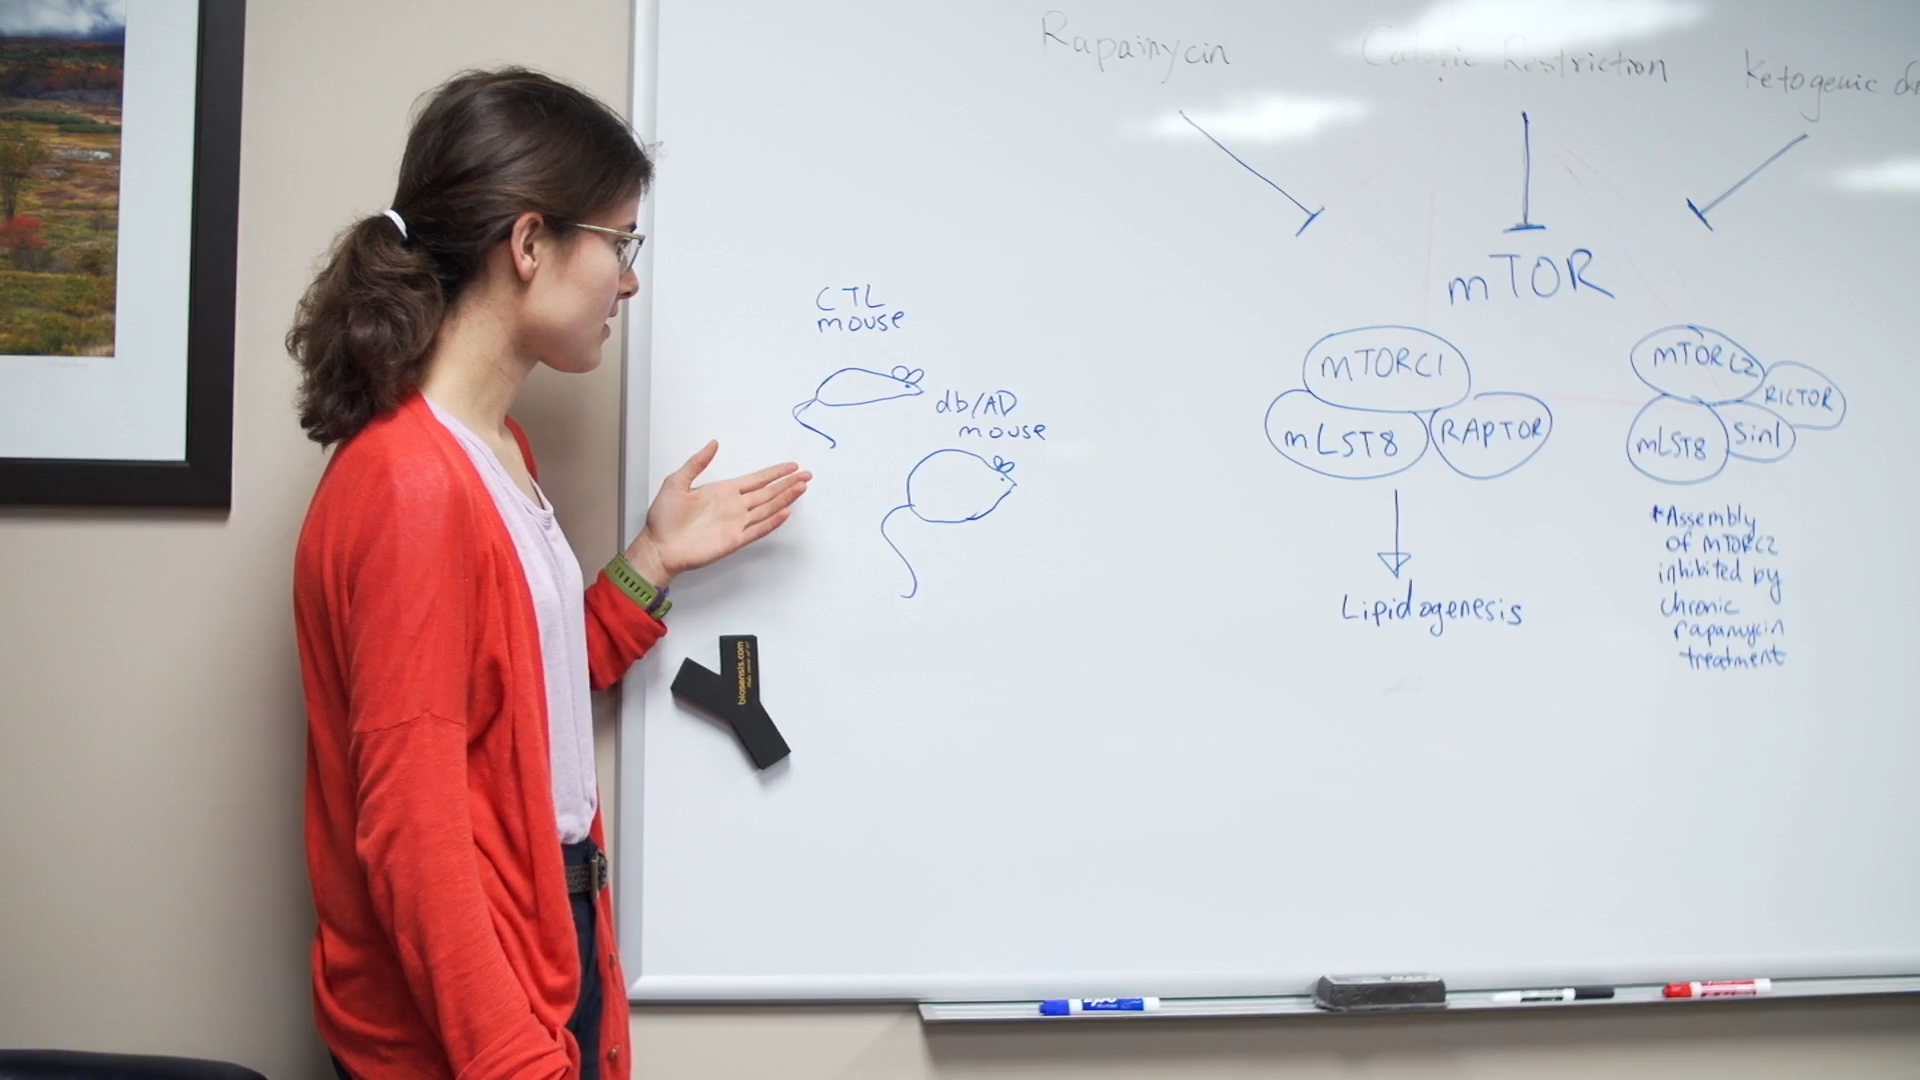 Rapamycin
Caloric Restriction
Ketogenic
mTOR
CTL
mouse
db/AD
mouse
mTORC1
mLST8
RAPTOR
mTORC2
RICTOR
mLST8
Sin1
Lipidogenesis
*Assembly
of mTORC2
inhibited by
chronic
rapamycin
treatment
biosensis.com